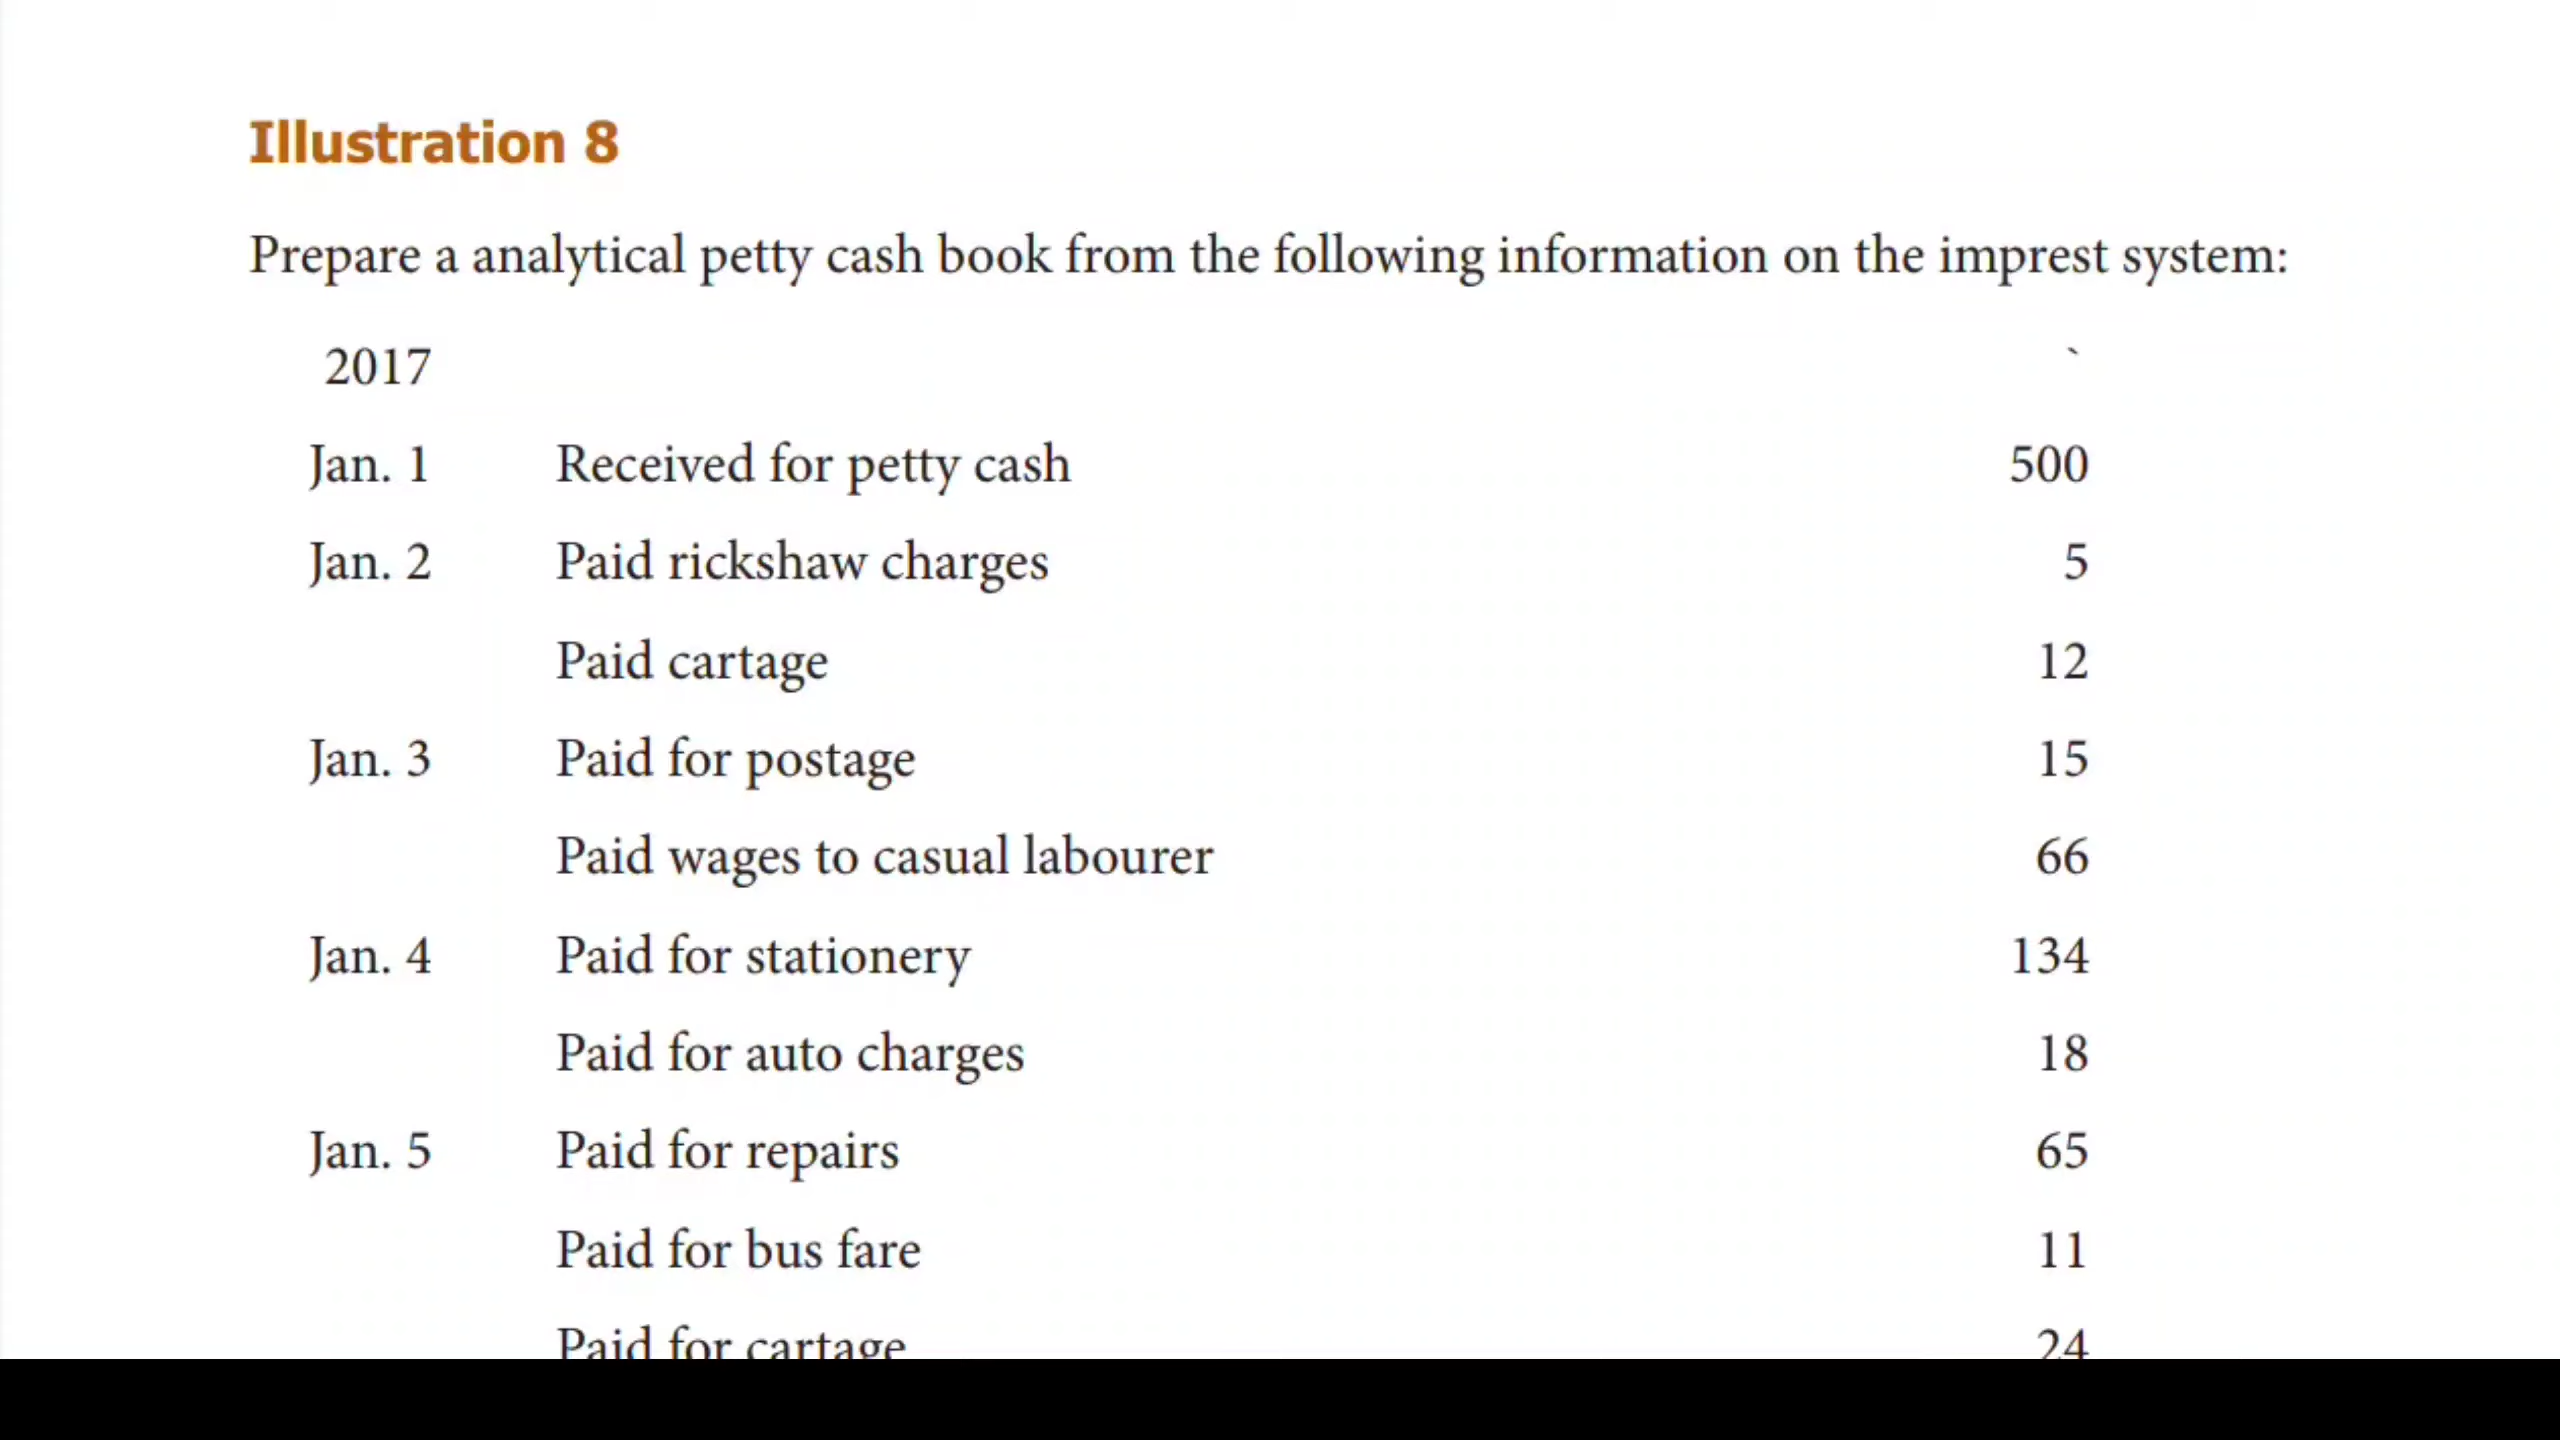 Illustration 8
Prepare a analytical petty cash book from the following information on the imprest system:
2017 `
Jan. 1 Received for petty cash 500
Jan. 2 Paid rickshaw charges 5
Paid cartage 12
Jan. 3 Paid for postage 15
Paid wages to casual labourer 66
Jan. 4 Paid for stationery 134
Paid for auto charges 18
Jan. 5 Paid for repairs 65
Paid for bus fare 11
Paid for cartage 24